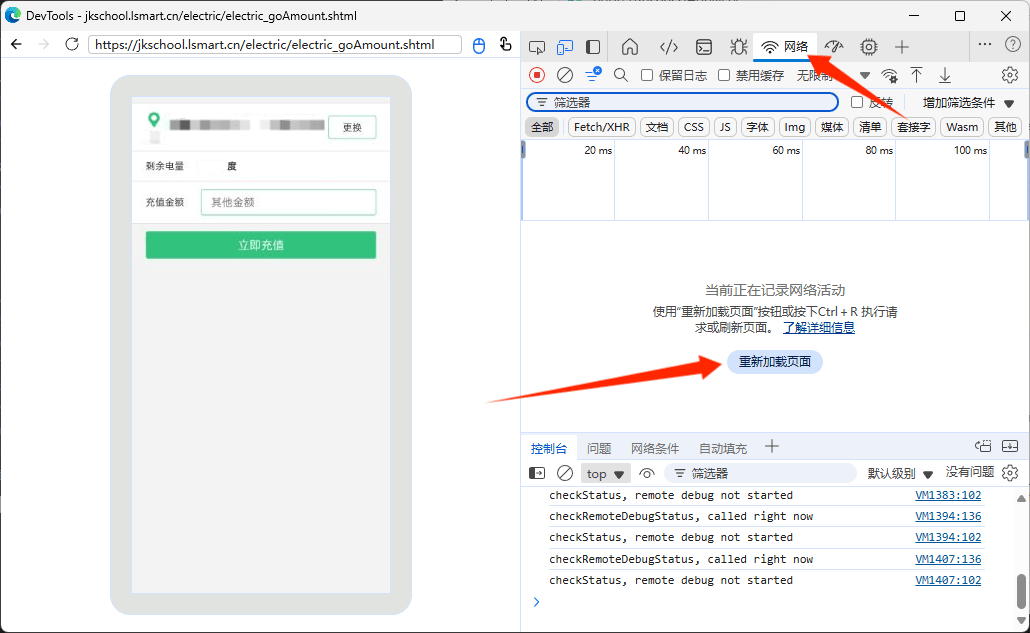 DevTools - jkschool.lsmart.cn/electric/electric_goAmount.shtml
https://jkschool.lsmart.cn/electric/electric_goAmount.shtml
更换
剩余电量 度
充值金额 其他金额
立即充值
网络
保留日志 禁用缓存 无限制
筛选器 反转 增加筛选条件
全部 Fetch/XHR 文档 CSS JS 字体 Img 媒体 清单 套接字 Wasm 其他
20 ms 40 ms 60 ms 80 ms 100 ms
当前正在记录网络活动
使用"重新加载页面"按钮或按下Ctrl + R 执行请
求或刷新页面。 了解详细信息
重新加载页面
控制台 问题 网络条件 自动填充
top 筛选器 默认级别 没有问题
checkStatus, remote debug not started VM1383:102
checkRemoteDebugStatus, called right now VM1394:136
checkStatus, remote debug not started VM1394:102
checkRemoteDebugStatus, called right now VM1407:136
checkStatus, remote debug not started VM1407:102